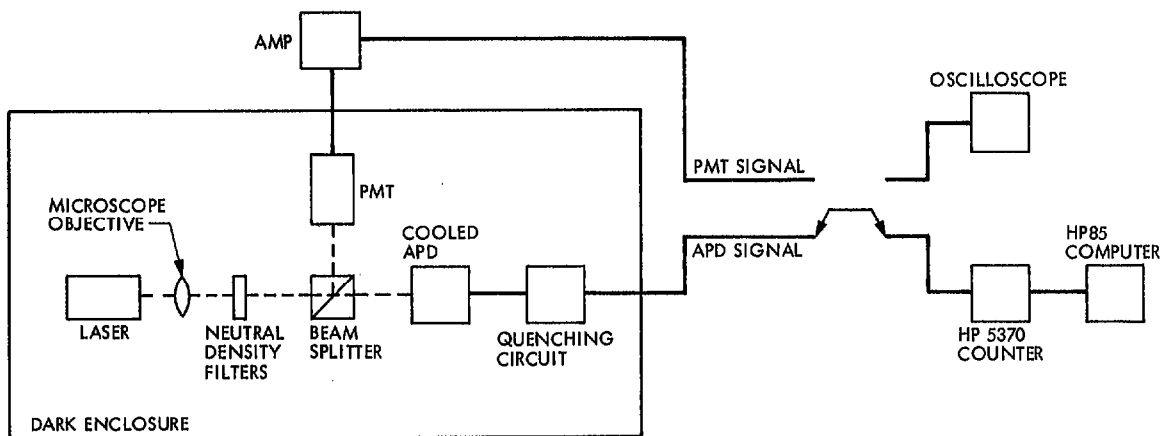 AMP
OSCILLOSCOPE
PMT SIGNAL
PMT
MICROSCOPE
OBJECTIVE
COOLED
APD
APD SIGNAL
HP85
COMPUTER
LASER
NEUTRAL
DENSITY
FILTERS
BEAM
SPLITTER
QUENCHING
CIRCUIT
HP 5370
COUNTER
DARK ENCLOSURE